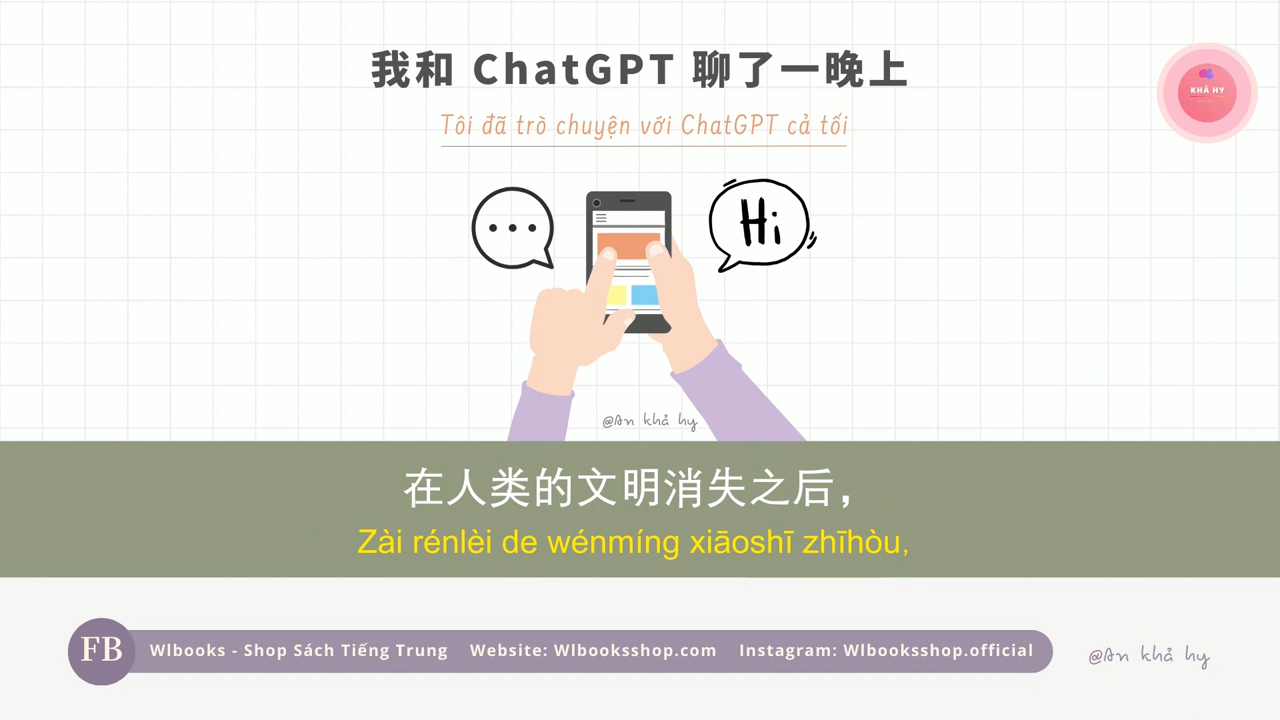 我和 ChatGPT 聊了一晚上
Tôi đã trò chuyện với ChatGPT cả tối
KHẢ HY
Hi
@An khả hy
在人类的文明消失之后，
Zài rénlèi de wénmíng xiāoshī zhīhòu,
FB
Wlbooks - Shop Sách Tiếng Trung Website: Wlbooksshop.com Instagram: Wlbooksshop.official
@An khả hy